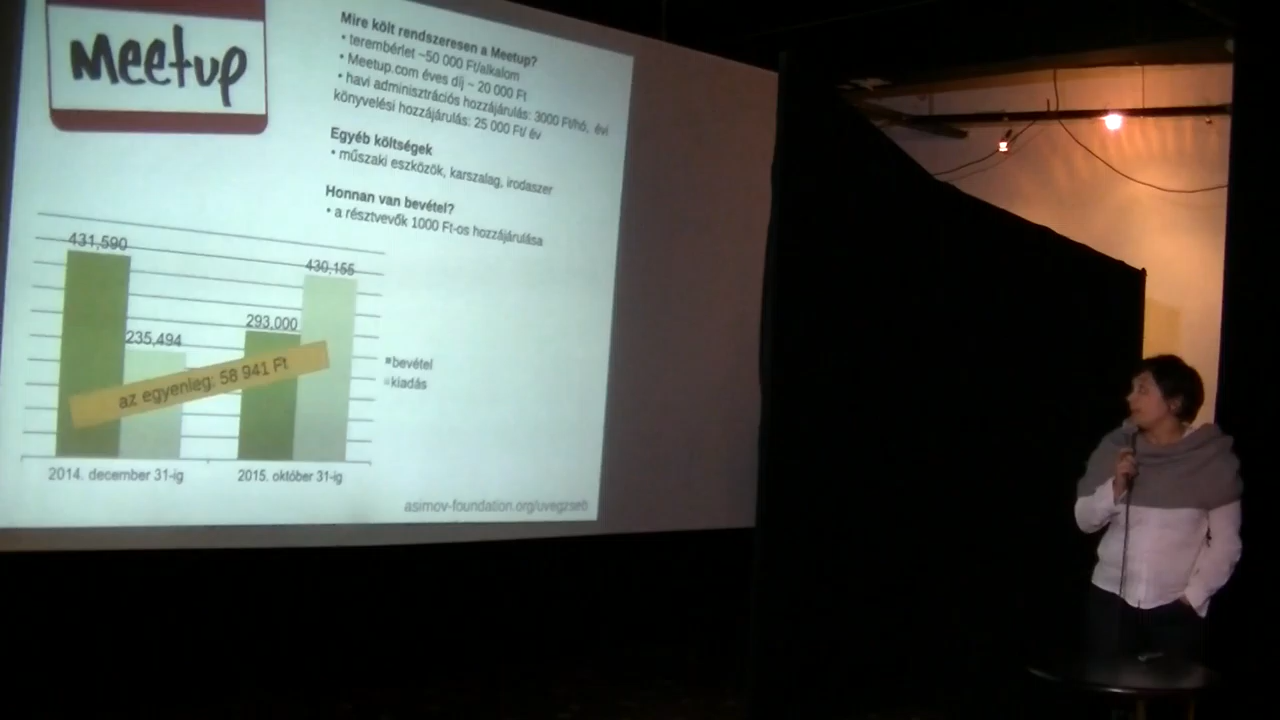 Meetup
Mire költ rendszeresen a Meetup?
• terembérlet ~50 000 Ft/alkalom
• Meetup.com éves díj ~ 20 000 Ft
• havi adminisztrációs hozzájárulás: 3000 Ft/hó, évi
könyvelési hozzájárulás: 25 000 Ft/ év
Egyéb költségek
• műszaki eszközök, karszalag, irodaszer
Honnan van bevétel?
• a résztvevők 1000 Ft-os hozzájárulása
431,590
235,494
293,000
430,155
az egyenleg: 58 941 Ft
bevétel
kiadás
2014. december 31-ig
2015. október 31-ig
asimov-foundation.org/uvegzseb